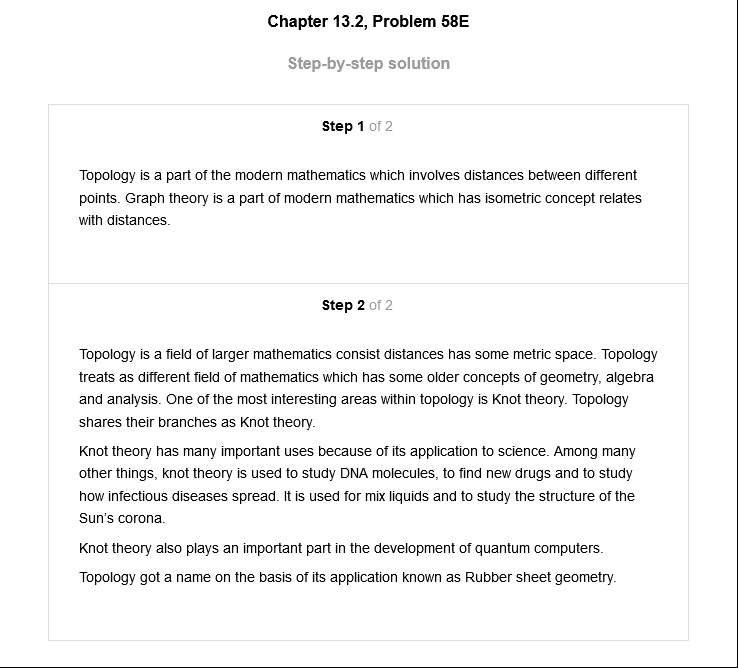 Chapter 13.2, Problem 58E
Step-by-step solution
Step 1 of 2
Topology is a part of the modern mathematics which involves distances between different
points. Graph theory is a part of modern mathematics which has isometric concept relates
with distances.
Step 2 of 2
Topology is a field of larger mathematics consist distances has some metric space. Topology
treats as different field of mathematics which has some older concepts of geometry, algebra
and analysis. One of the most interesting areas within topology is Knot theory. Topology
shares their branches as Knot theory.
Knot theory has many important uses because of its application to science. Among many
other things, knot theory is used to study DNA molecules, to find new drugs and to study
how infectious diseases spread. It is used for mix liquids and to study the structure of the
Sun’s corona.
Knot theory also plays an important part in the development of quantum computers.
Topology got a name on the basis of its application known as Rubber sheet geometry.